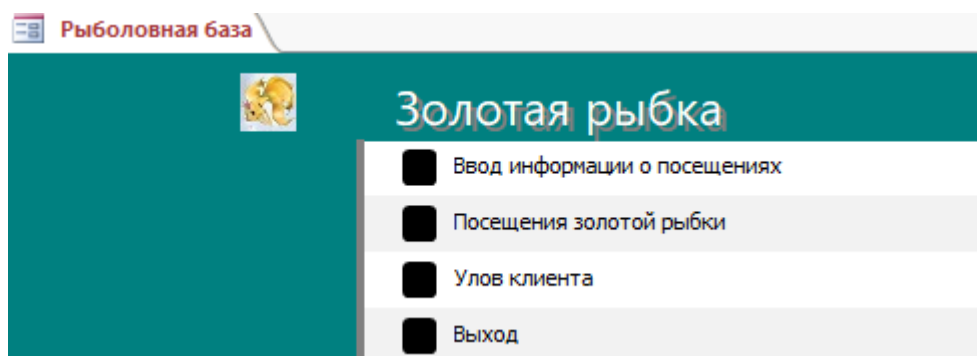 Рыболовная база
Золотая рыбка
Ввод информации о посещениях
Посещения золотой рыбки
Улов клиента
Выход